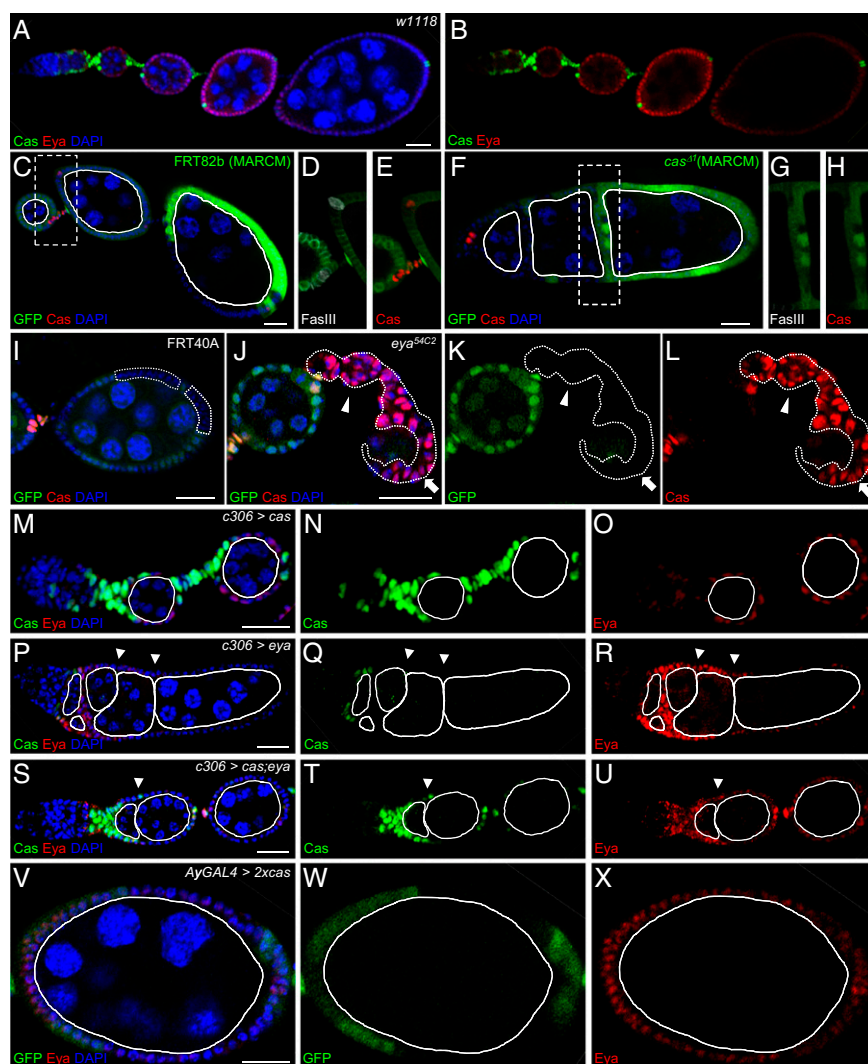 A w1118
Cas Eya DAPI
B
Cas Eya
C FRT82b (MARCM)
GFP Cas DAPI
D
FasIII
E
Cas
F casΔ1(MARCM)
GFP Cas DAPI
G
FasIII
H
Cas
I FRT40A
GFP Cas DAPI
J eya54C2
GFP Cas DAPI
K
GFP
L
Cas
M c306 > cas
Cas Eya DAPI
N
Cas
O
Eya
P c306 > eya
Cas Eya DAPI
Q
Cas
R
Eya
S c306 > cas;eya
Cas Eya DAPI
T
Cas
U
Eya
V AyGAL4 > 2xcas
GFP Eya DAPI
W
GFP
X
Eya